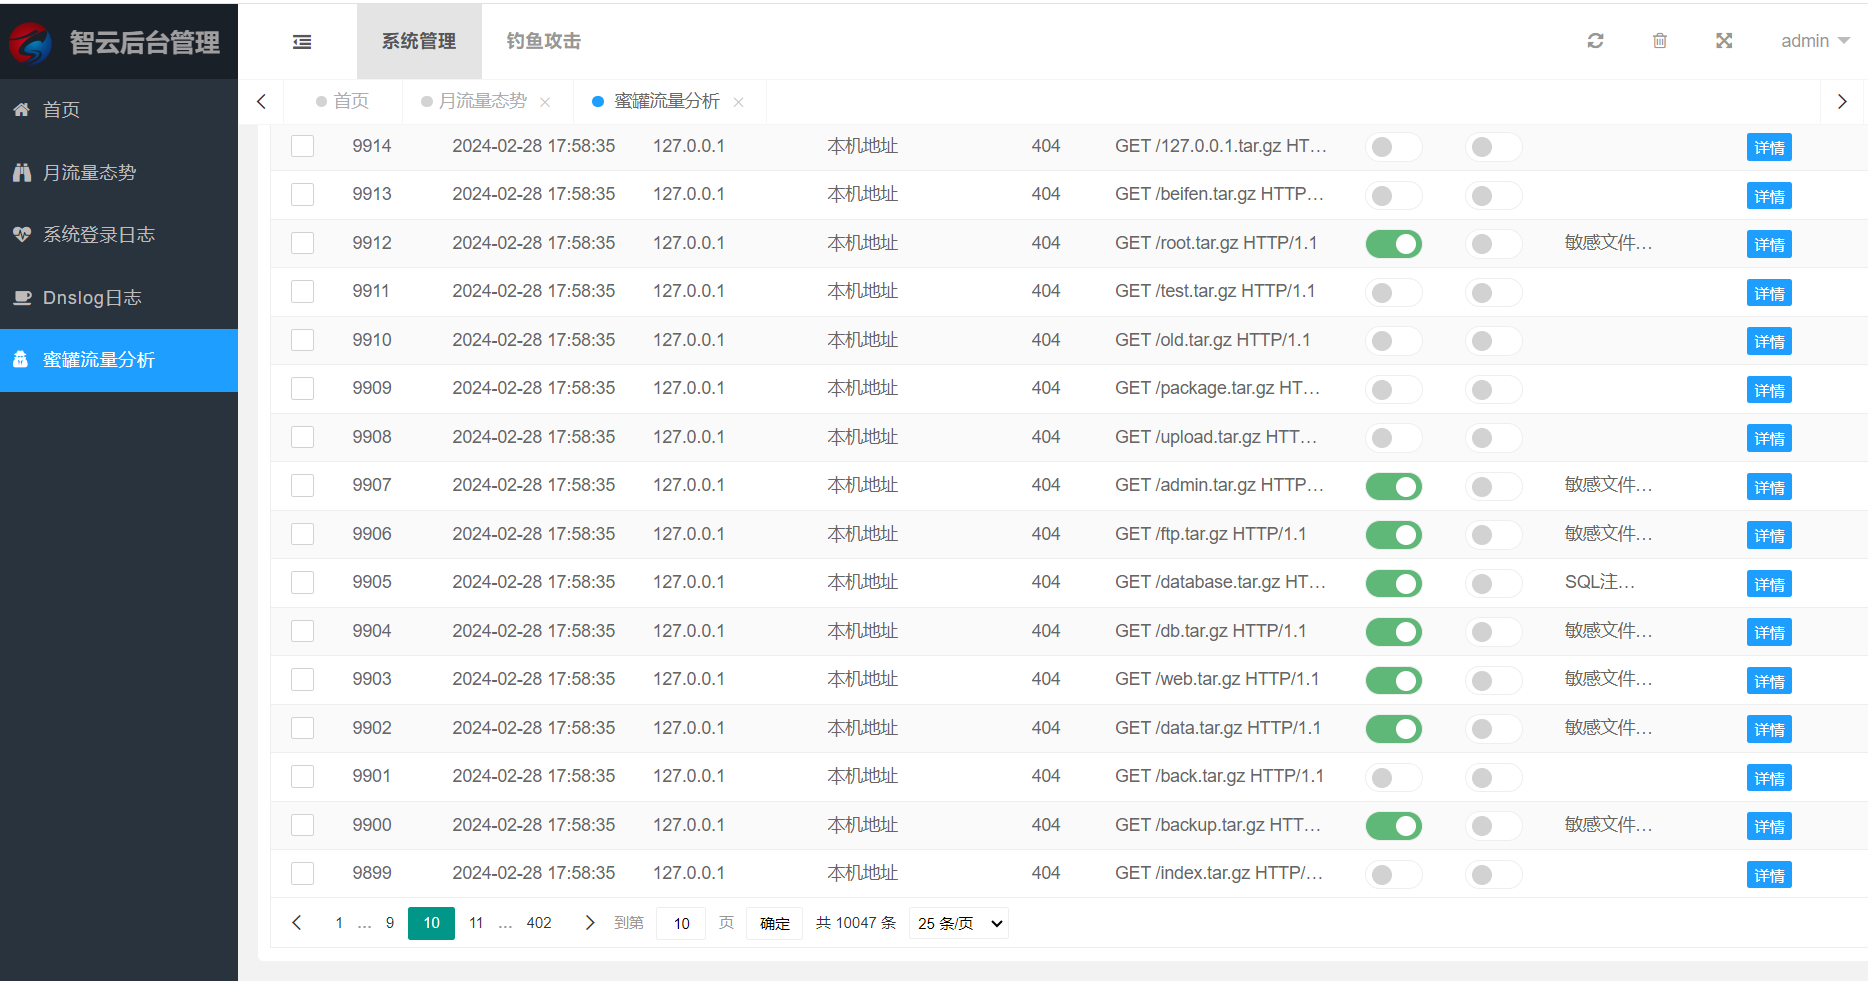 智云后台管理
系统管理 钓鱼攻击 admin
首页
月流量态势
系统登录日志
Dnslog日志
蜜罐流量分析
首页 月流量态势 蜜罐流量分析
9914 2024-02-28 17:58:35 127.0.0.1 本机地址 404 GET /127.0.0.1.tar.gz HT... 详情
9913 2024-02-28 17:58:35 127.0.0.1 本机地址 404 GET /beifen.tar.gz HTTP... 详情
9912 2024-02-28 17:58:35 127.0.0.1 本机地址 404 GET /root.tar.gz HTTP/1.1 敏感文件... 详情
9911 2024-02-28 17:58:35 127.0.0.1 本机地址 404 GET /test.tar.gz HTTP/1.1 详情
9910 2024-02-28 17:58:35 127.0.0.1 本机地址 404 GET /old.tar.gz HTTP/1.1 详情
9909 2024-02-28 17:58:35 127.0.0.1 本机地址 404 GET /package.tar.gz HT... 详情
9908 2024-02-28 17:58:35 127.0.0.1 本机地址 404 GET /upload.tar.gz HTT... 详情
9907 2024-02-28 17:58:35 127.0.0.1 本机地址 404 GET /admin.tar.gz HTTP... 敏感文件... 详情
9906 2024-02-28 17:58:35 127.0.0.1 本机地址 404 GET /ftp.tar.gz HTTP/1.1 敏感文件... 详情
9905 2024-02-28 17:58:35 127.0.0.1 本机地址 404 GET /database.tar.gz HT... SQL注... 详情
9904 2024-02-28 17:58:35 127.0.0.1 本机地址 404 GET /db.tar.gz HTTP/1.1 敏感文件... 详情
9903 2024-02-28 17:58:35 127.0.0.1 本机地址 404 GET /web.tar.gz HTTP/1.1 敏感文件... 详情
9902 2024-02-28 17:58:35 127.0.0.1 本机地址 404 GET /data.tar.gz HTTP/1.1 敏感文件... 详情
9901 2024-02-28 17:58:35 127.0.0.1 本机地址 404 GET /back.tar.gz HTTP/1.1 详情
9900 2024-02-28 17:58:35 127.0.0.1 本机地址 404 GET /backup.tar.gz HTT... 敏感文件... 详情
9899 2024-02-28 17:58:35 127.0.0.1 本机地址 404 GET /index.tar.gz HTTP/... 详情
1 ... 9 10 11 ... 402 到第 10 页 确定 共 10047 条 25 条/页